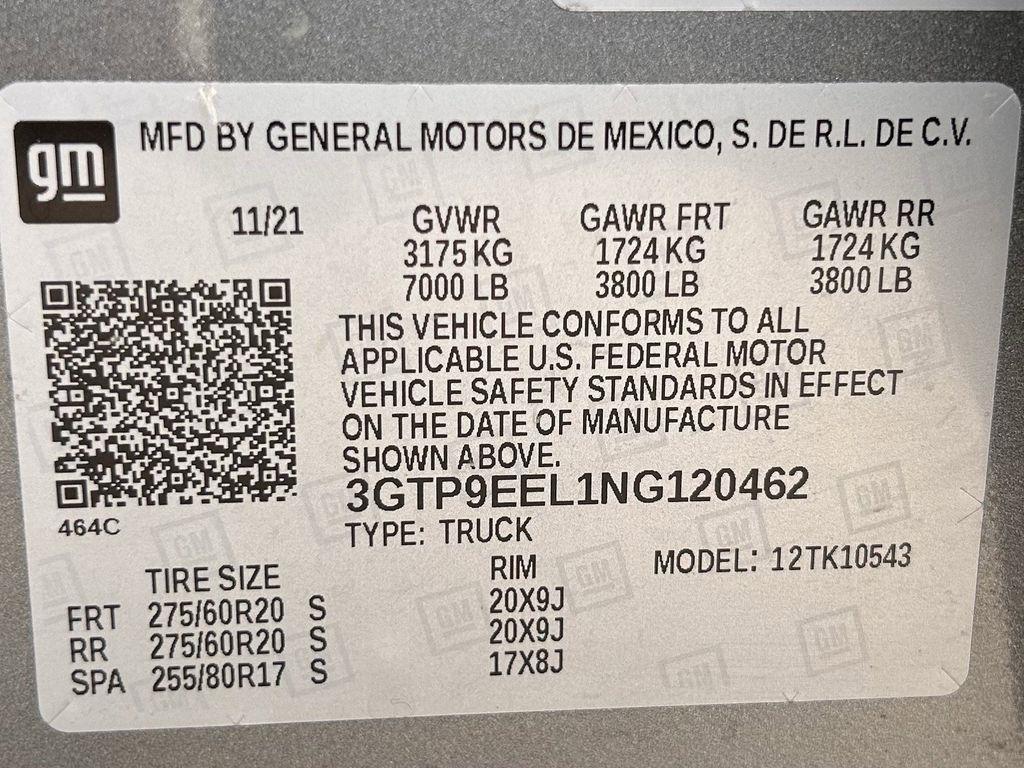 gm
MFD BY GENERAL MOTORS DE MEXICO, S. DE R.L. DE C.V.
11/21 GVWR GAWR FRT GAWR RR
3175 KG 1724 KG 1724 KG
7000 LB 3800 LB 3800 LB
THIS VEHICLE CONFORMS TO ALL
APPLICABLE U.S. FEDERAL MOTOR
VEHICLE SAFETY STANDARDS IN EFFECT
ON THE DATE OF MANUFACTURE
SHOWN ABOVE.
3GTP9EEL1NG120462
464C
TYPE: TRUCK
MODEL: 12TK10543
TIRE SIZE RIM
FRT 275/60R20 S 20X9J
RR 275/60R20 S 20X9J
SPA 255/80R17 S 17X8J